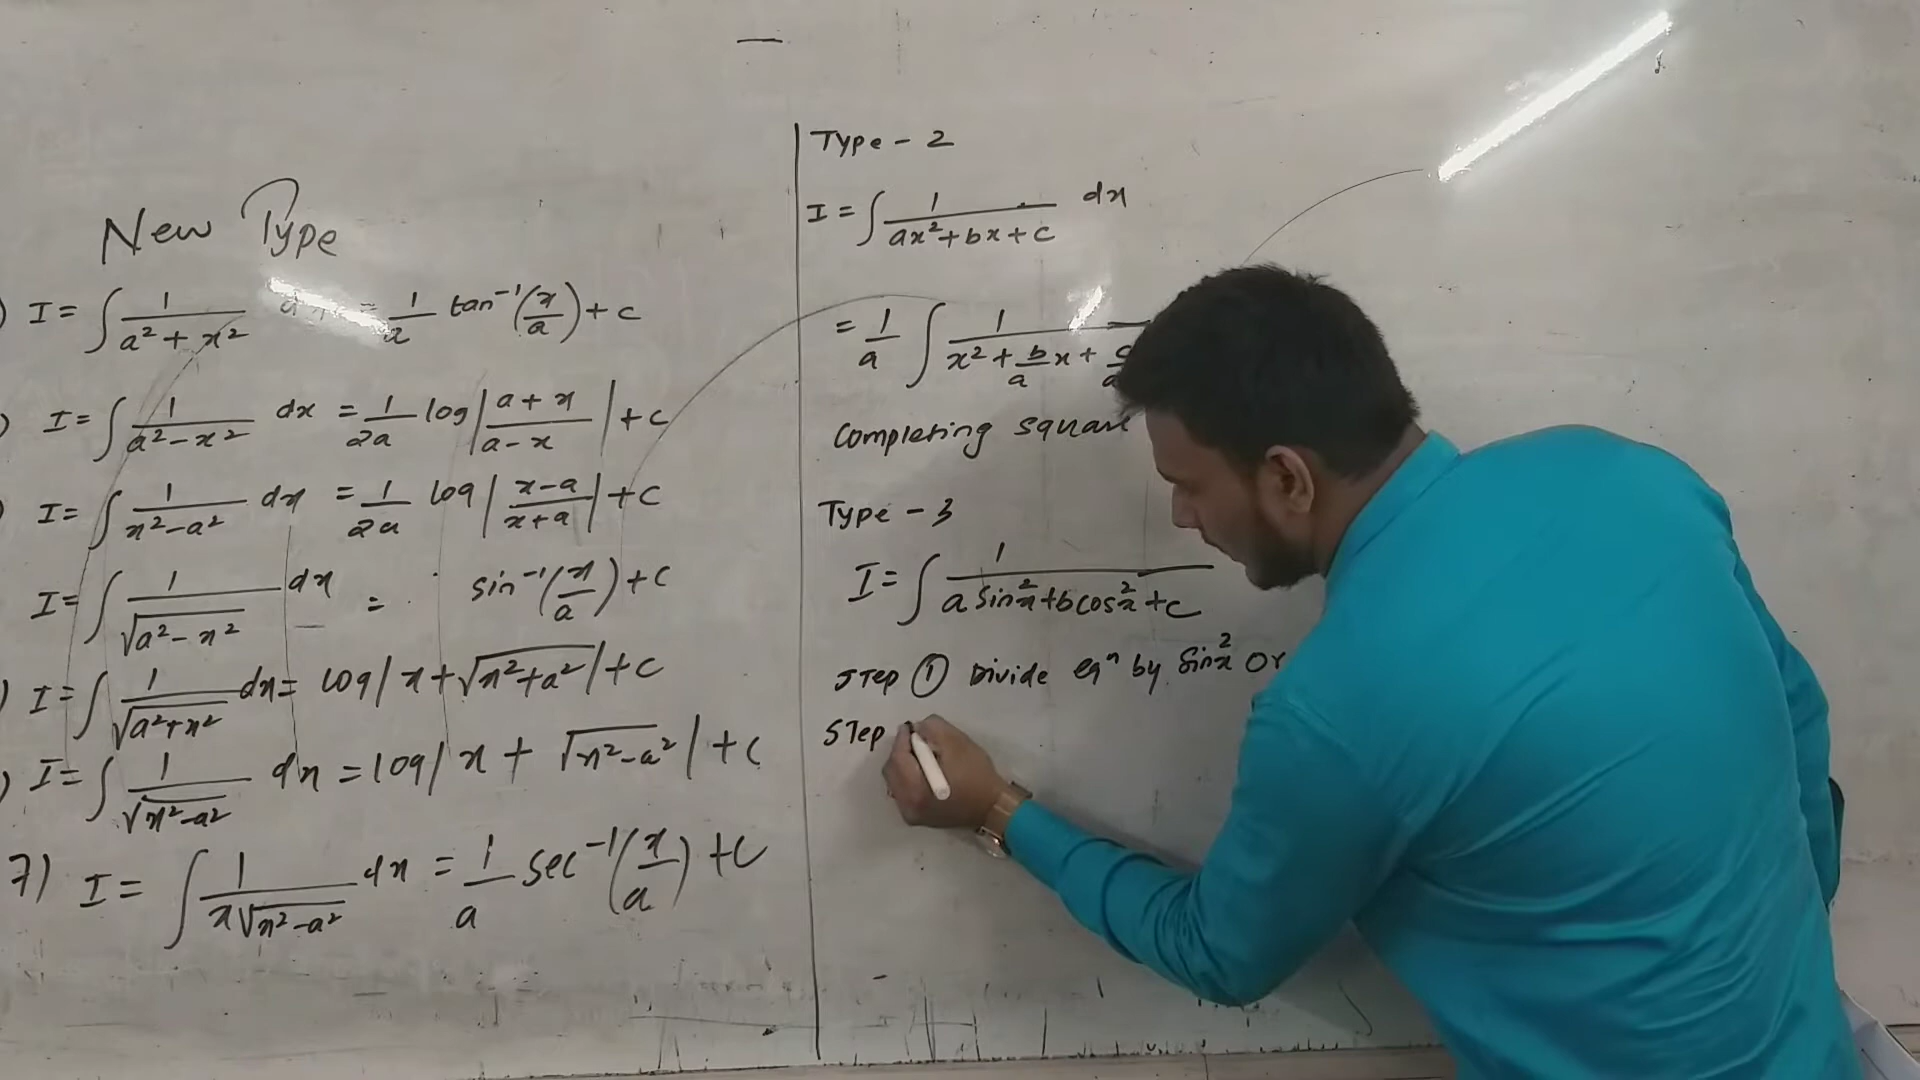 New Type
) I = ∫ 1/(a² + x²) dx = 1/a tan⁻¹(x/a) + c
) I = ∫ 1/(a² - x²) dx = 1/2a log |(a + x)/(a - x)| + c
) I = ∫ 1/(x² - a²) dx = 1/2a log |(x - a)/(x + a)| + c
I = ∫ 1/√(a² - x²) dx = sin⁻¹(x/a) + c
) I = ∫ 1/√(a² + x²) dx = log | x + √(x² + a²) | + c
) I = ∫ 1/√(x² - a²) dx = log | x + √(x² - a²) | + c
7) I = ∫ 1/(x√(x² - a²)) dx = 1/a sec⁻¹(x/a) + c
Type - 2
I = ∫ 1/(ax² + bx + c) dx
= 1/a ∫ 1/(x² + b/a x + c/a
Completing square
Type - 3
I = ∫ 1/(a sin²x + b cos²x + c)
STEP ① Divide eqⁿ by sin²x Or
STEP